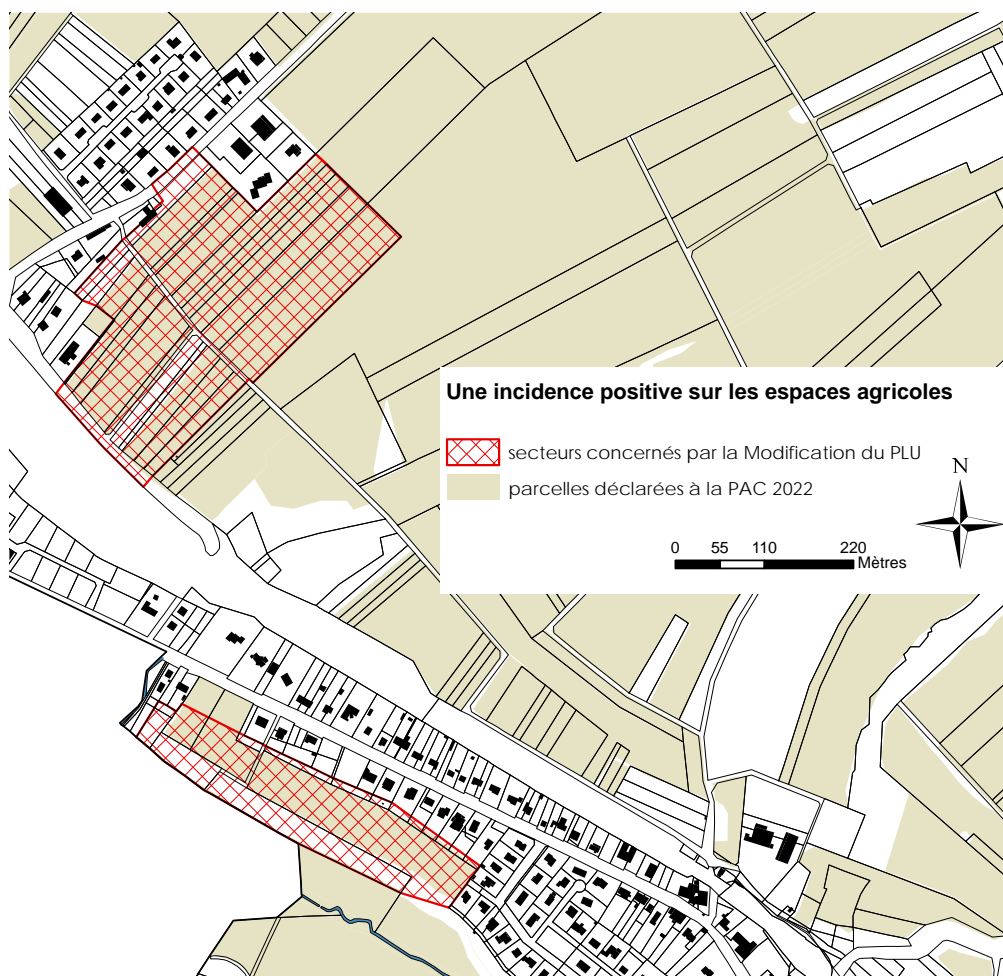 Une incidence positive sur les espaces agricoles
secteurs concernés par la Modification du PLU
parcelles déclarées à la PAC 2022
N
0 55 110 220
Mètres